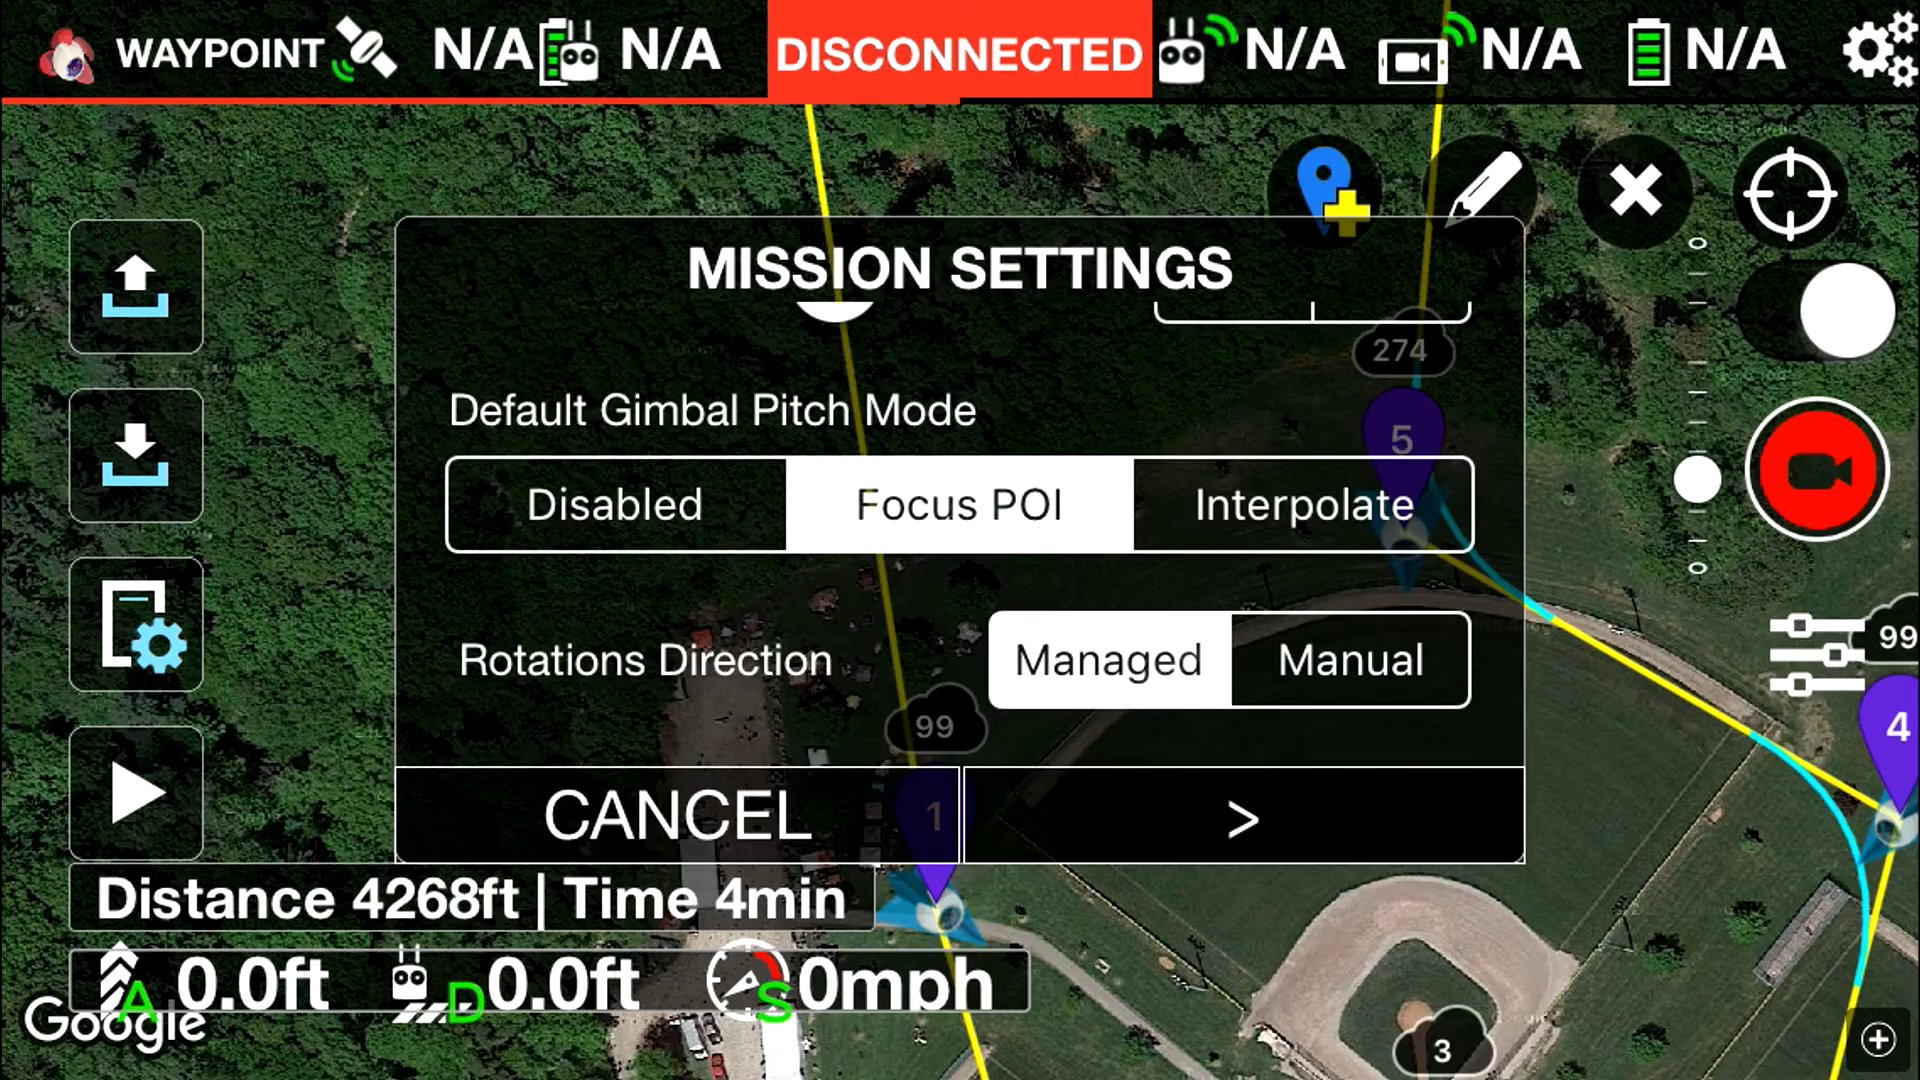 WAYPOINT N/A N/A DISCONNECTED N/A N/A N/A
MISSION SETTINGS
274
Default Gimbal Pitch Mode
5
Disabled Focus POI Interpolate
Rotations Direction Managed Manual
99
99
4
1
CANCEL >
Distance 4268ft | Time 4min
A 0.0ft D 0.0ft S 0mph
Google
3